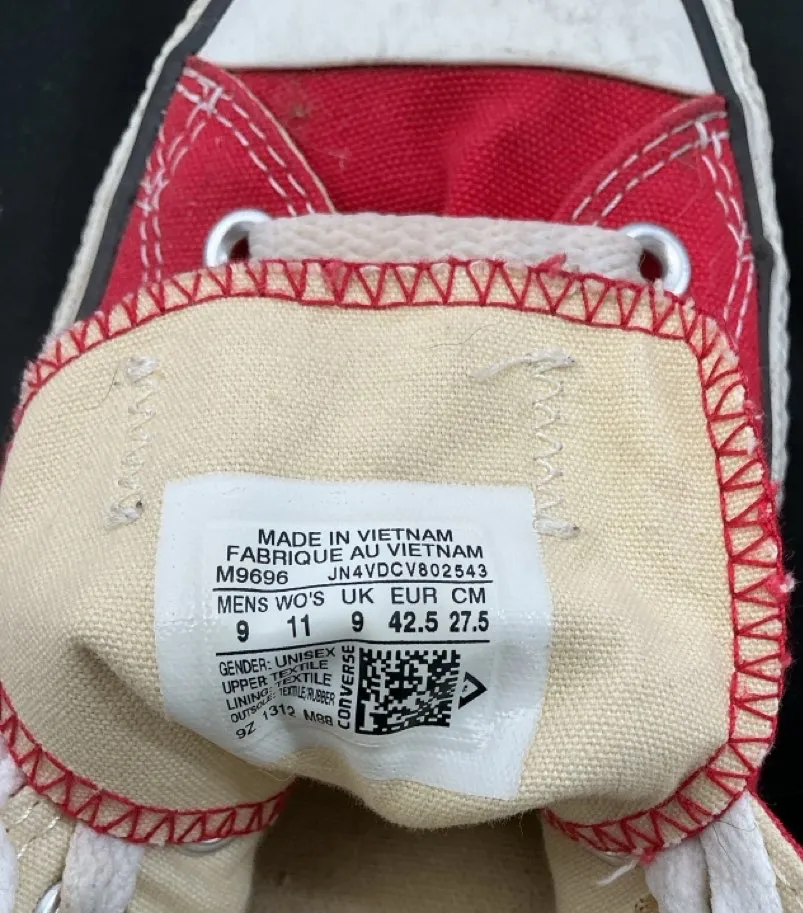 MADE IN VIETNAM
FABRIQUE AU VIETNAM
M9696 JN4VDCV802543
MENS WO'S UK EUR CM
9 11 9 42.5 27.5
GENDER: UNISEX
UPPER TEXTILE
LINING: TEXTILE
OUTSOLE: TEXTILE/RUBBER
9Z 1312 M88
CONVERSE